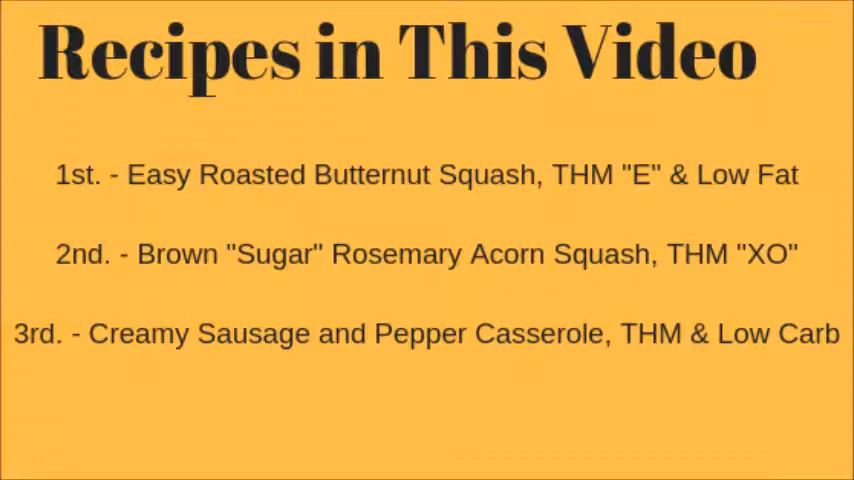 Recipes in This Video
1st. - Easy Roasted Butternut Squash, THM "E" & Low Fat
2nd. - Brown "Sugar" Rosemary Acorn Squash, THM "XO"
3rd. - Creamy Sausage and Pepper Casserole, THM & Low Carb